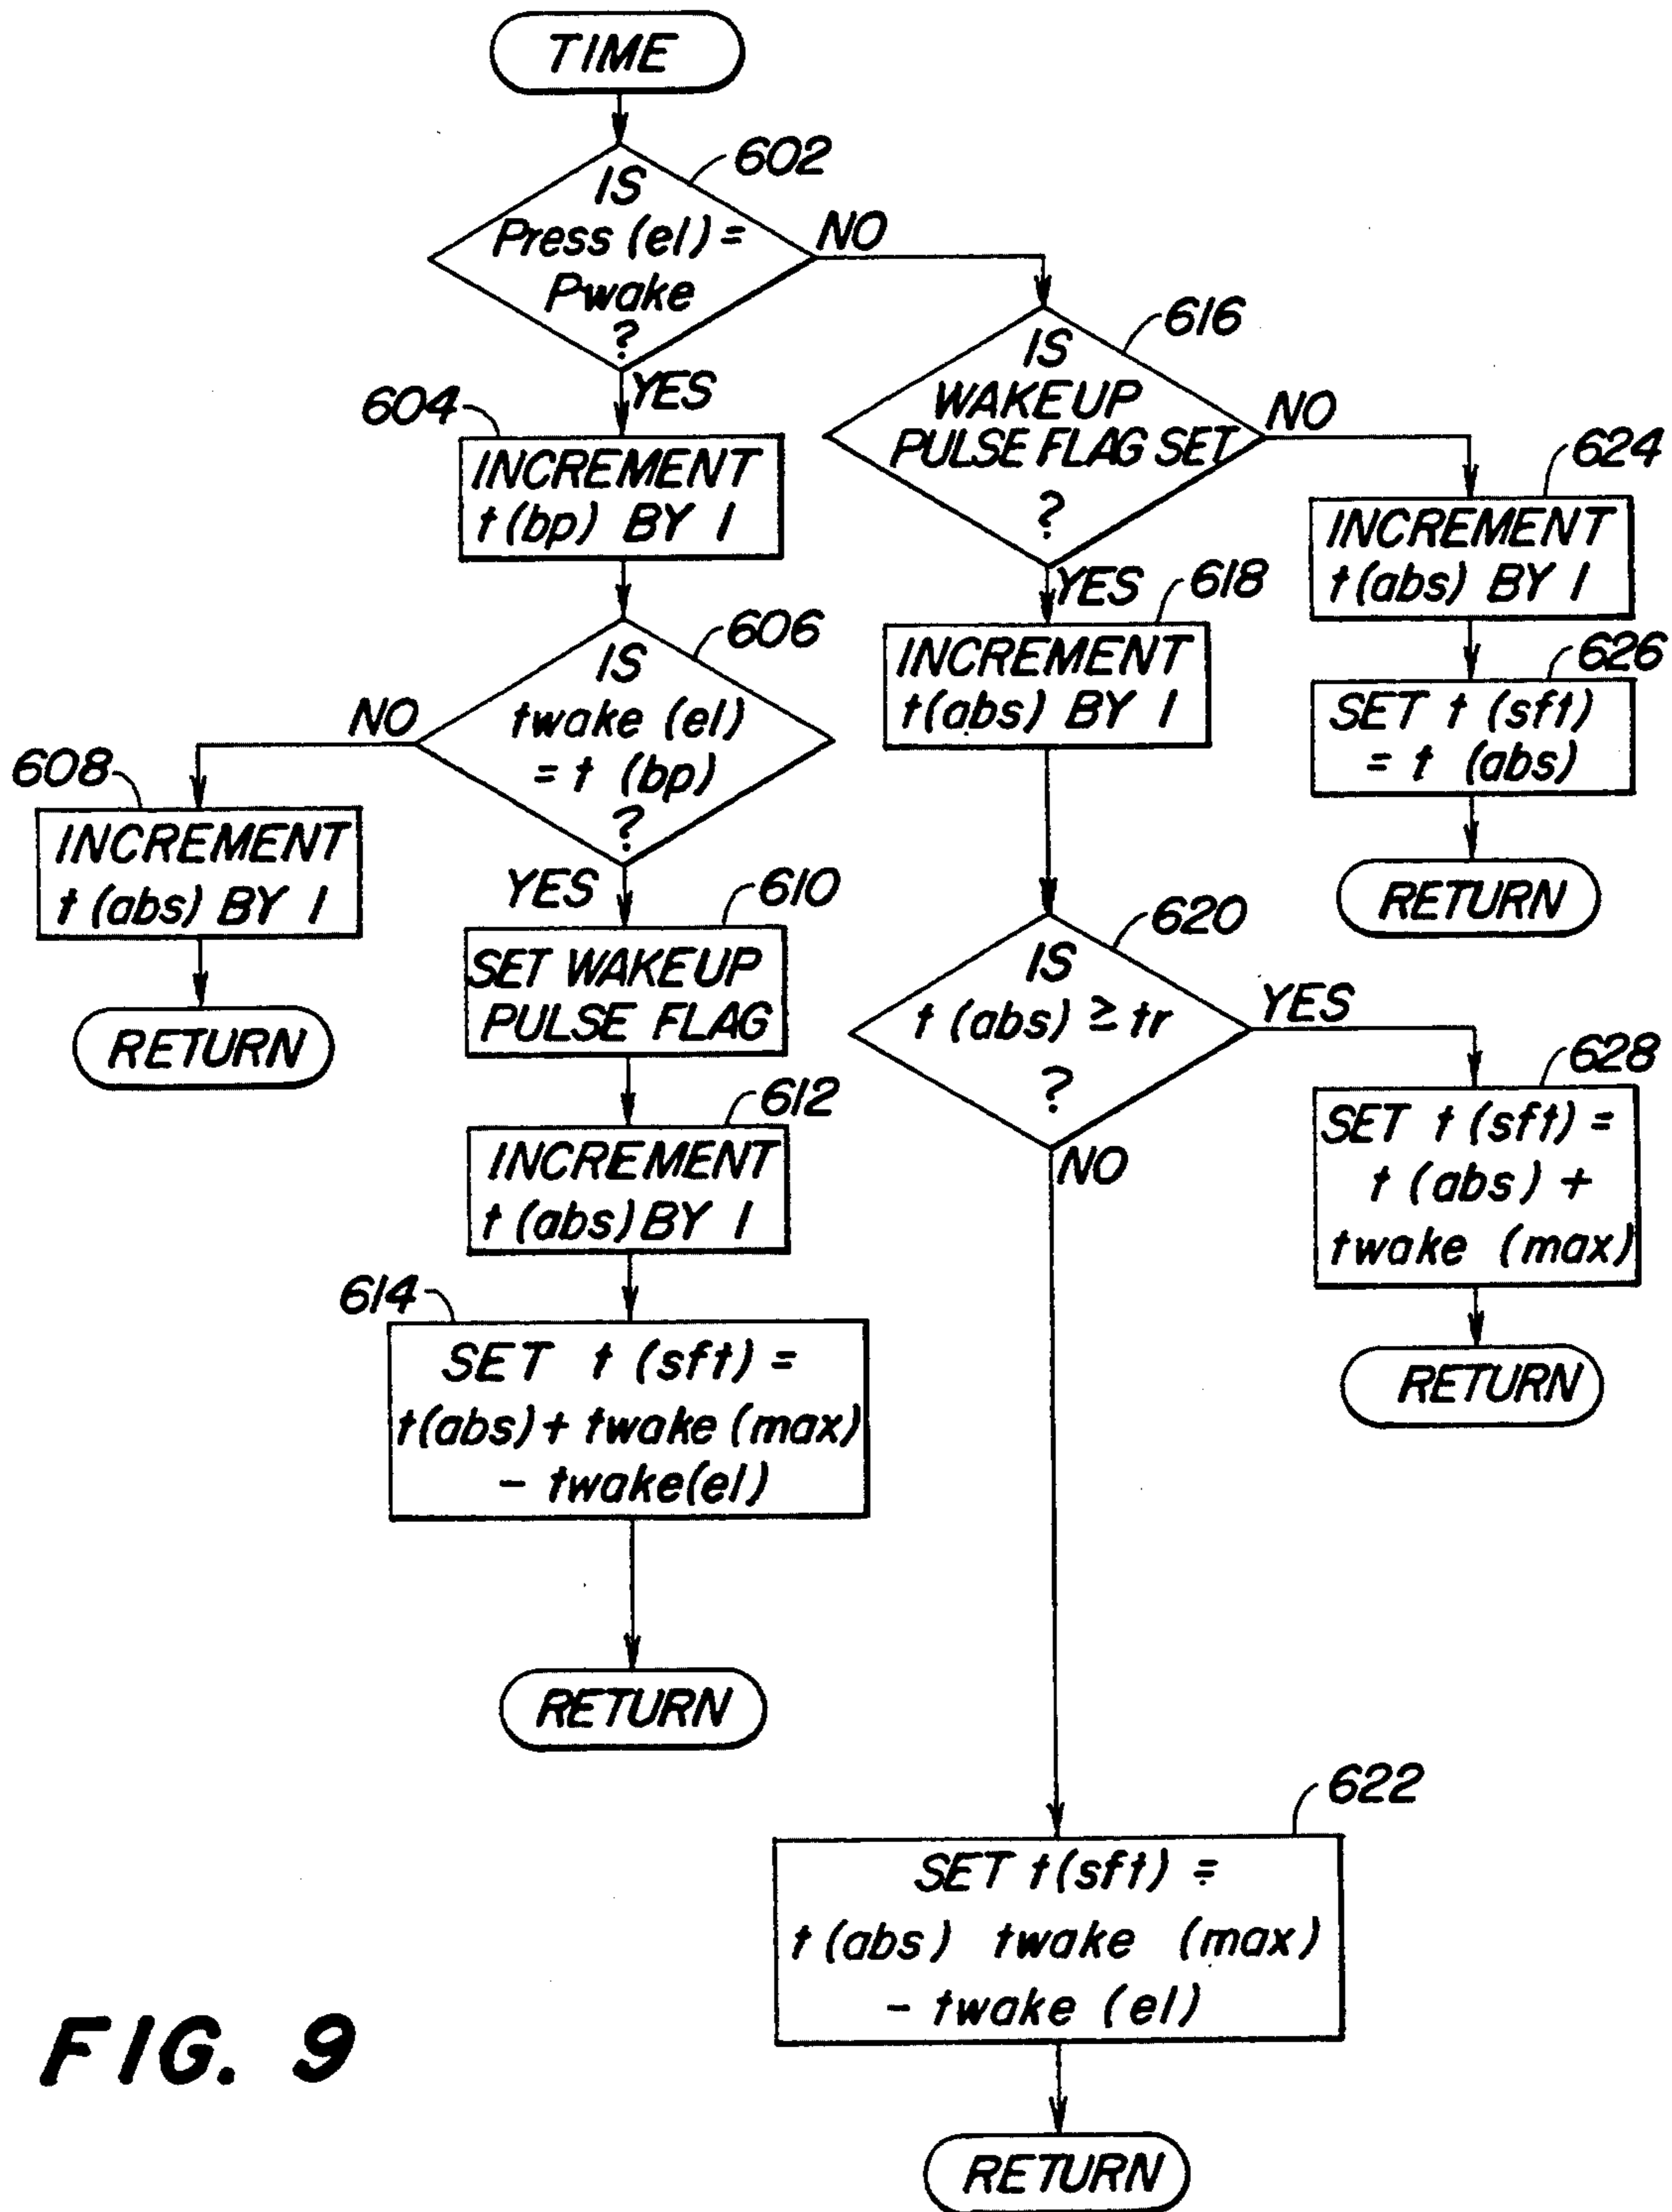 TIME
602
IS
Press (el) =
Pwake
?
NO
YES
604
INCREMENT
t (bp) BY 1
606
IS
twake (el)
= t (bp)
?
NO
608
INCREMENT
t (abs) BY 1
RETURN
YES
610
SET WAKEUP
PULSE FLAG
612
INCREMENT
t (abs) BY 1
614
SET t (sft) =
t(abs) + twake (max)
- twake(el)
RETURN
616
IS
WAKEUP
PULSE FLAG SET
?
NO
YES
618
INCREMENT
t(abs) BY 1
620
IS
t (abs) ≥ tr
?
YES
NO
622
SET t(sft) =
t (abs) twake (max)
- twake (el)
RETURN
624
INCREMENT
t (abs) BY 1
626
SET t (sft)
= t (abs)
RETURN
628
SET t (sft) =
t (abs) +
twake (max)
RETURN
FIG. 9